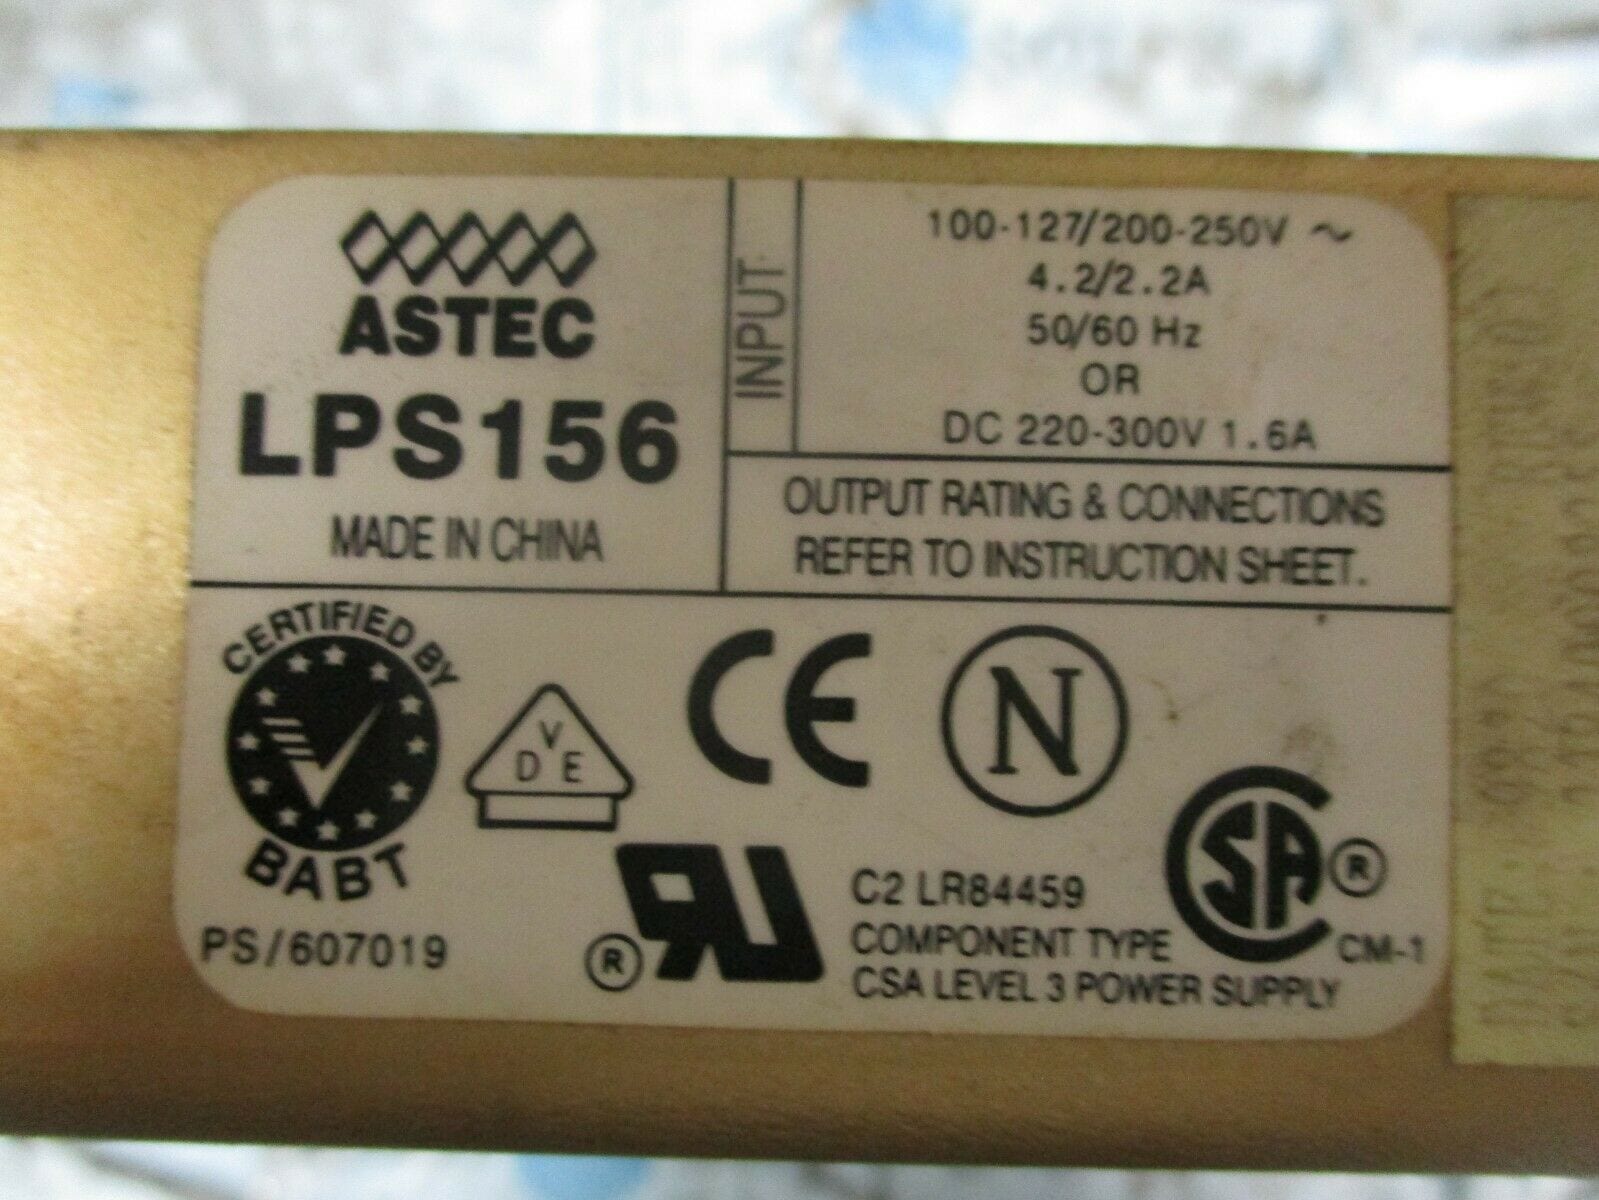 ASTEC
LPS156
MADE IN CHINA
INPUT
100-127/200-250V ~
4.2/2.2A
50/60 Hz
OR
DC 220-300V 1.6A
OUTPUT RATING & CONNECTIONS
REFER TO INSTRUCTION SHEET.
CERTIFIED BY
BABT
PS/607019
V
D E
CE
N
C2 LR84459
COMPONENT TYPE
CSA LEVEL 3 POWER SUPPLY
SA ®
CM-1
® RU